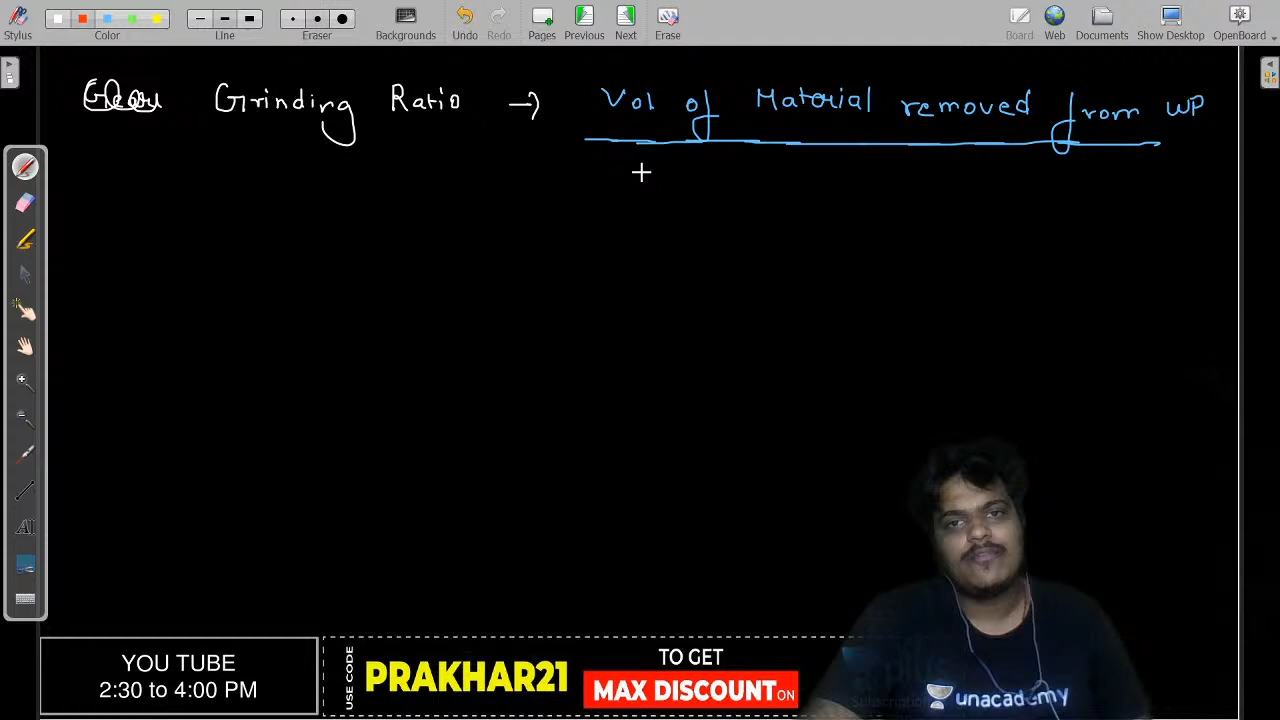 Stylus
Color
Line
Eraser
Backgrounds
Undo
Redo
Pages
Previous
Next
Erase
Board
Web
Documents
Show Desktop
OpenBoard
Grinding Ratio → Vol of Material removed from WP
YOU TUBE
2:30 to 4:00 PM
USE CODE
PRAKHAR21
TO GET
MAX DISCOUNT ON
unacademy